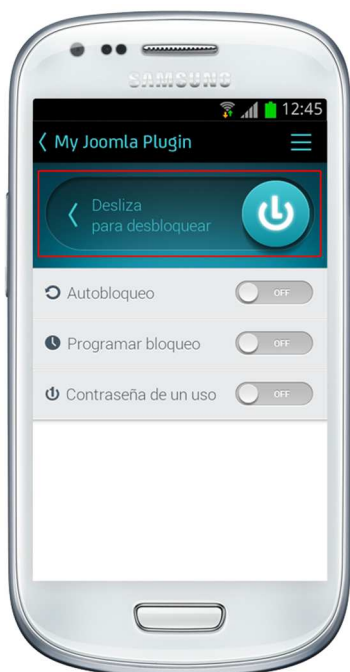 SAMSUNG
12:45
My Joomla Plugin
Desliza
para desbloquear
Autobloqueo
OFF
Programar bloqueo
OFF
Contraseña de un uso
OFF